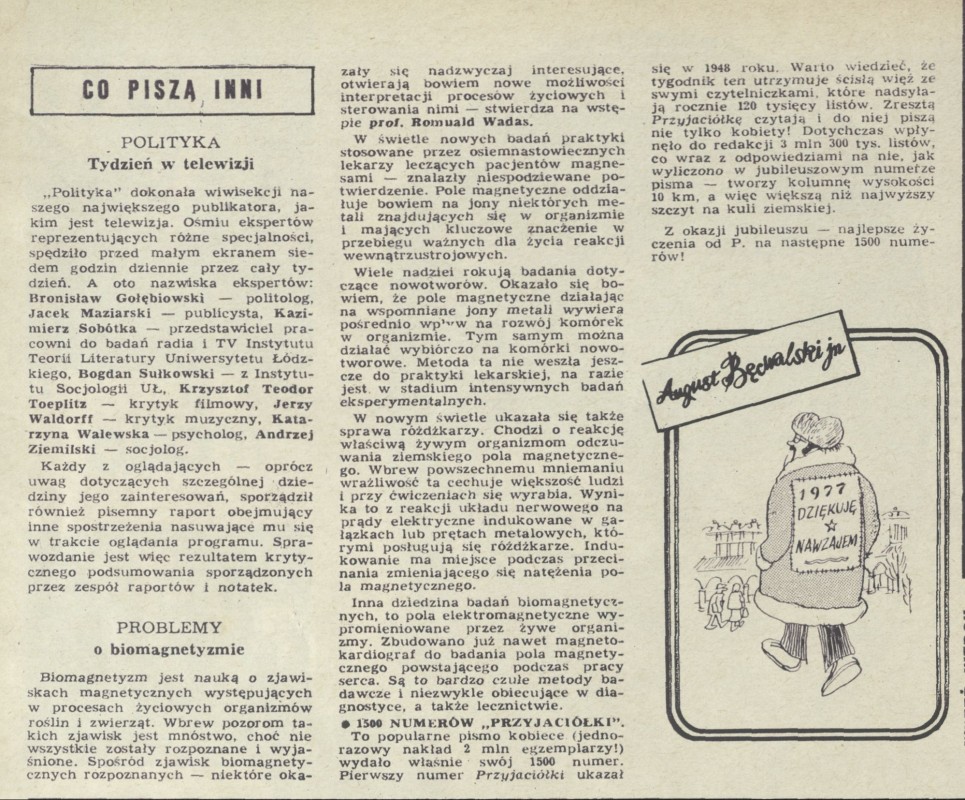 CO PISZĄ INNI
POLITYKA
Tydzień w telewizji
„Polityka” dokonała wiwisekcji na-
szego największego publikatora, ja-
kim jest telewizja. Ośmiu ekspertów
reprezentujących różne specjalności,
spędziło przed małym ekranem sie-
dem godzin dziennie przez cały ty-
dzień. A oto nazwiska ekspertów:
Bronisław Gołębiowski — politolog,
Jacek Maziarski — publicysta, Kazi-
mierz Sobótka — przedstawiciel pra-
cowni do badań radia i TV Instytutu
Teorii Literatury Uniwersytetu Łódz-
kiego, Bogdan Sułkowski — z Instytu-
tu Socjologii UŁ, Krzysztof Teodor
Toeplitz — krytyk filmowy, Jerzy
Waldorff — krytyk muzyczny, Kata-
rzyna Walewska — psycholog, Andrzej
Ziemilski — socjolog.
Każdy z oglądających — oprócz
uwag dotyczących szczególnej dzie-
dziny jego zainteresowań, sporządził
również pisemny raport obejmujący
inne spostrzeżenia nasuwające mu się
w trakcie oglądania programu. Spra-
wozdanie jest więc rezultatem kryty-
cznego podsumowania sporządzonych
przez zespół raportów i notatek.
PROBLEMY
o biomagnetyzmie
Biomagnetyzm jest nauką o zjawi-
skach magnetycznych występujących
w procesach życiowych organizmów
roślin i zwierząt. Wbrew pozorom ta-
kich zjawisk jest mnóstwo, choć nie
wszystkie zostały rozpoznane i wyja-
śnione. Spośród zjawisk biomagnety-
cznych rozpoznanych — niektóre oka-
zały się nadzwyczaj interesujące,
otwierają bowiem nowe możliwości
interpretacji procesów życiowych i
sterowania nimi — stwierdza na wstę-
pie prof. Romuald Wadas.
W świetle nowych badań praktyki
stosowane przez osiemnastowiecznych
lekarzy leczących pacjentów magne-
sami — znalazły niespodziewane po-
twierdzenie. Pole magnetyczne oddzia-
łuje bowiem na jony niektórych me-
tali znajdujących się w organizmie
i mających kluczowe znaczenie w
przebiegu ważnych dla życia reakcji
wewnątrzustrojowych.
Wiele nadziei rokują badania doty-
czące nowotworów. Okazało się bo-
wiem, że pole magnetyczne działając
na wspomniane jony metali wywiera
pośrednio wpływ na rozwój komórek
w organizmie. Tym samym można
działać wybiórczo na komórki nowo-
tworowe. Metoda ta nie weszła jesz-
cze do praktyki lekarskiej, na razie
jest w stadium intensywnych badań
eksperymentalnych.
W nowym świetle ukazała się także
sprawa różdżkarzy. Chodzi o reakcję
właściwą żywym organizmom odczu-
wania ziemskiego pola magnetyczne-
go. Wbrew powszechnemu mniemaniu
wrażliwość ta cechuje większość ludzi
i przy ćwiczeniach się wyrabia. Wyni-
ka to z reakcji układu nerwowego na
prądy elektryczne indukowane w ga-
łązkach lub prętach metalowych, któ-
rymi posługują się różdżkarze. Indu-
kowanie ma miejsce podczas przeci-
nania zmieniającego się natężenia po-
la magnetycznego.
Inna dziedzina badań biomagnetycz-
nych, to pola elektromagnetyczne wy-
promieniowane przez żywe organi-
zmy. Zbudowano już nawet magneto-
kardiograf do badania pola magnety-
cznego powstającego podczas pracy
serca. Są to bardzo czułe metody ba-
dawcze i niezwykle obiecujące w dia-
gnostyce, a także lecznictwie.
● 1500 NUMERÓW „PRZYJACIÓŁKI”.
To popularne pismo kobiece (jedno-
razowy nakład 2 mln egzemplarzy!)
wydało właśnie swój 1500 numer.
Pierwszy numer Przyjaciółki ukazał
się w 1948 roku. Warto wiedzieć, że
tygodnik ten utrzymuje ścisłą więź ze
swymi czytelniczkami, które nadsyła-
ją rocznie 120 tysięcy listów. Zresztą
Przyjaciółkę czytają i do niej piszą
nie tylko kobiety! Dotychczas wpły-
nęło do redakcji 3 mln 300 tys. listów,
co wraz z odpowiedziami na nie, jak
wyliczono w jubileuszowym numerze
pisma — tworzy kolumnę wysokości
10 km, a więc większą niż najwyższy
szczyt na kuli ziemskiej.
Z okazji jubileuszu — najlepsze ży-
czenia od P. na następne 1500 nume-
rów!
August Bęcwalski jn
1977
DZIĘKUJĘ
NAWZAJEM